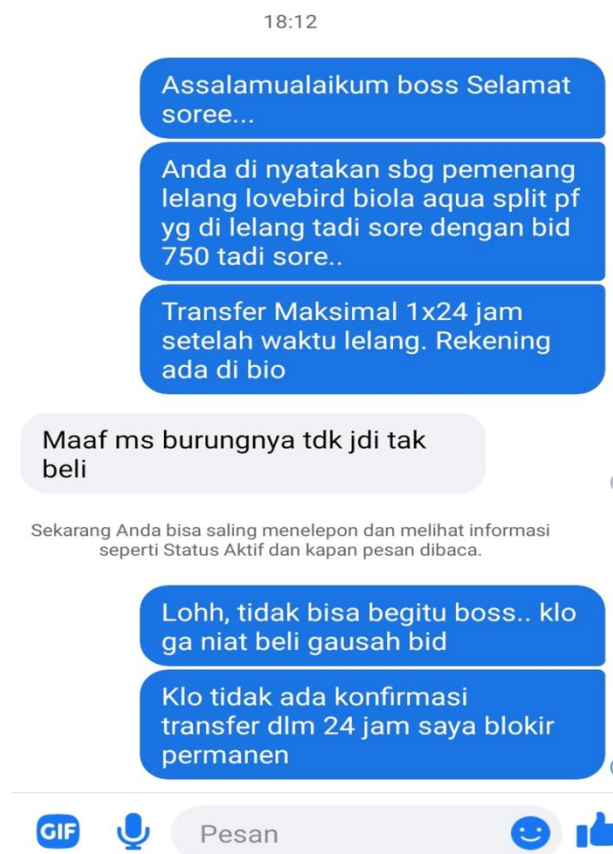 18:12
Assalamualaikum boss Selamat
soree...
Anda di nyatakan sbg pemenang
lelang lovebird biola aqua split pf
yg di lelang tadi sore dengan bid
750 tadi sore..
Transfer Maksimal 1x24 jam
setelah waktu lelang. Rekening
ada di bio
Maaf ms burungnya tdk jdi tak
beli
Sekarang Anda bisa saling menelepon dan melihat informasi
seperti Status Aktif dan kapan pesan dibaca.
Lohh, tidak bisa begitu boss.. klo
ga niat beli gausah bid
Klo tidak ada konfirmasi
transfer dlm 24 jam saya blokir
permanen
GIF
Pesan